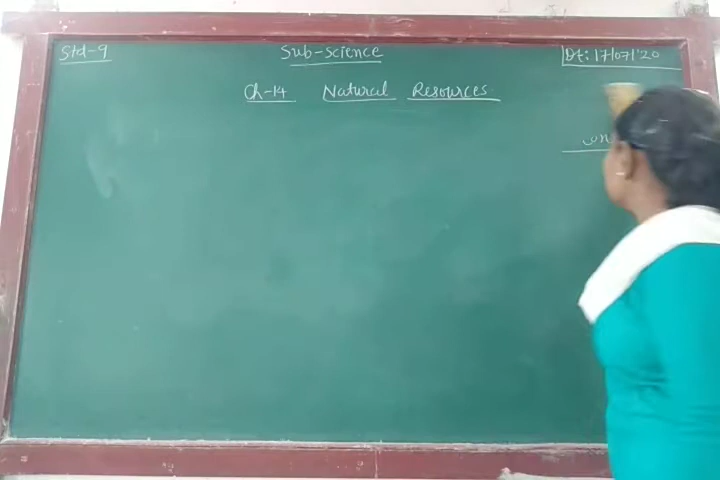 Std-9
Sub-science
Dt: 17/07/'20
Ch-14 Natural Resources